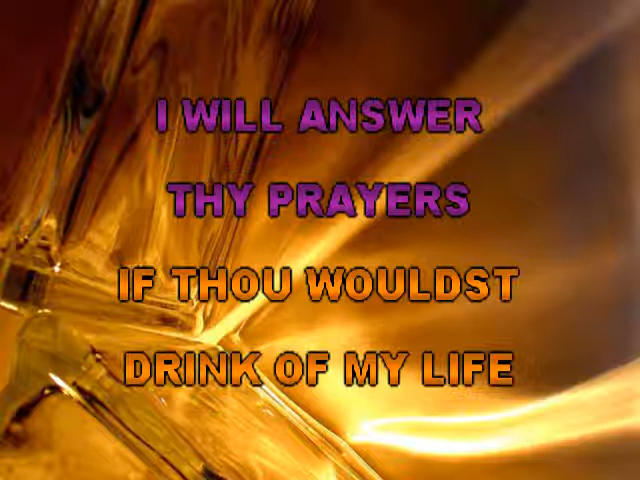 I WILL ANSWER
THY PRAYERS
IF THOU WOULDST
DRINK OF MY LIFE